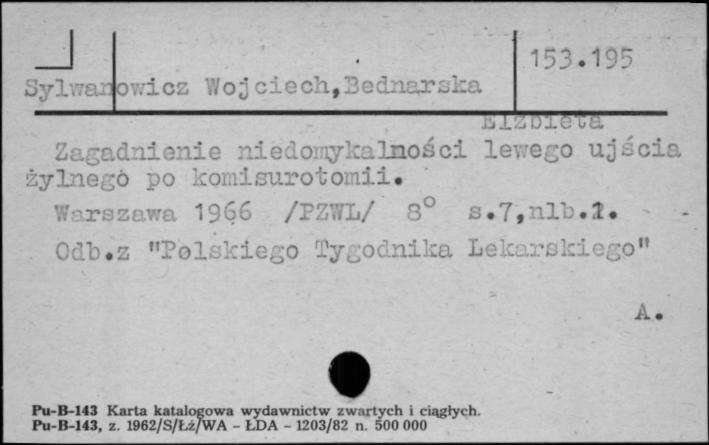 153.195
Sylwanowicz Wojciech,Bednarska
Elżbieta
Zagadnienie niedomykalności lewego ujścia
żylnego po komisurotomii.
Warszawa 1966 /PZWL/ 8° s.7,nlb.1.
Odb.z "Polskiego Tygodnika Lekarskiego"
A.
Pu-B-143 Karta katalogowa wydawnictw zwartych i ciągłych.
Pu-B-143, z. 1962/S/Łź/WA - ŁDA - 1203/82 n. 500 000